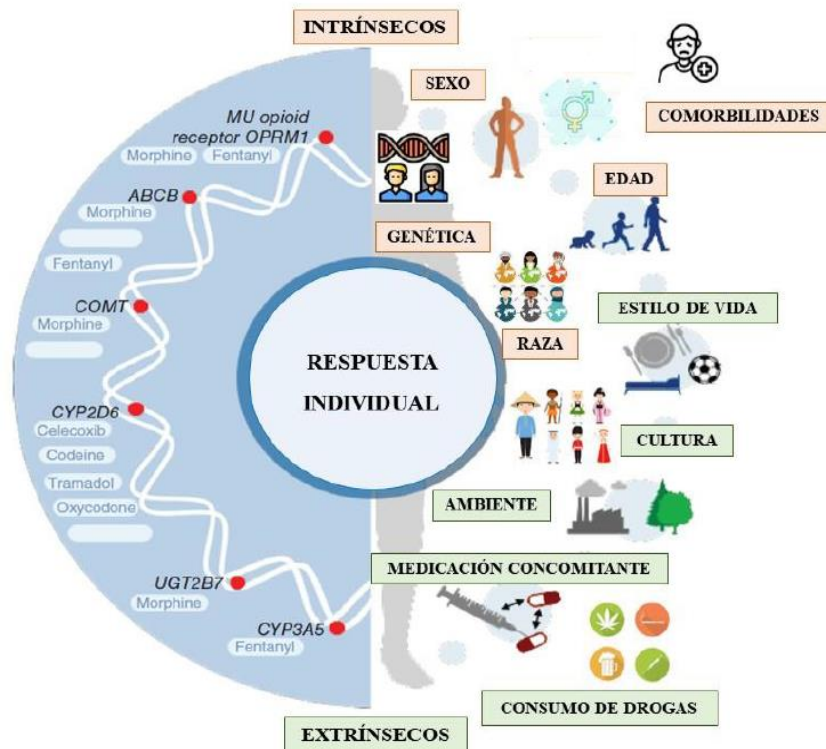 INTRÍNSECOS
SEXO
COMORBILIDADES
EDAD
GENÉTICA
RAZA
ESTILO DE VIDA
CULTURA
AMBIENTE
MEDICACIÓN CONCOMITANTE
CONSUMO DE DROGAS
EXTRÍNSECOS
RESPUESTA
INDIVIDUAL
MU opioid
receptor OPRM1
Morphine Fentanyl
ABCB
Morphine
Fentanyl
COMT
Morphine
CYP2D6
Celecoxib
Codeine
Tramadol
Oxycodone
UGT2B7
Morphine
CYP3A5
Fentanyl